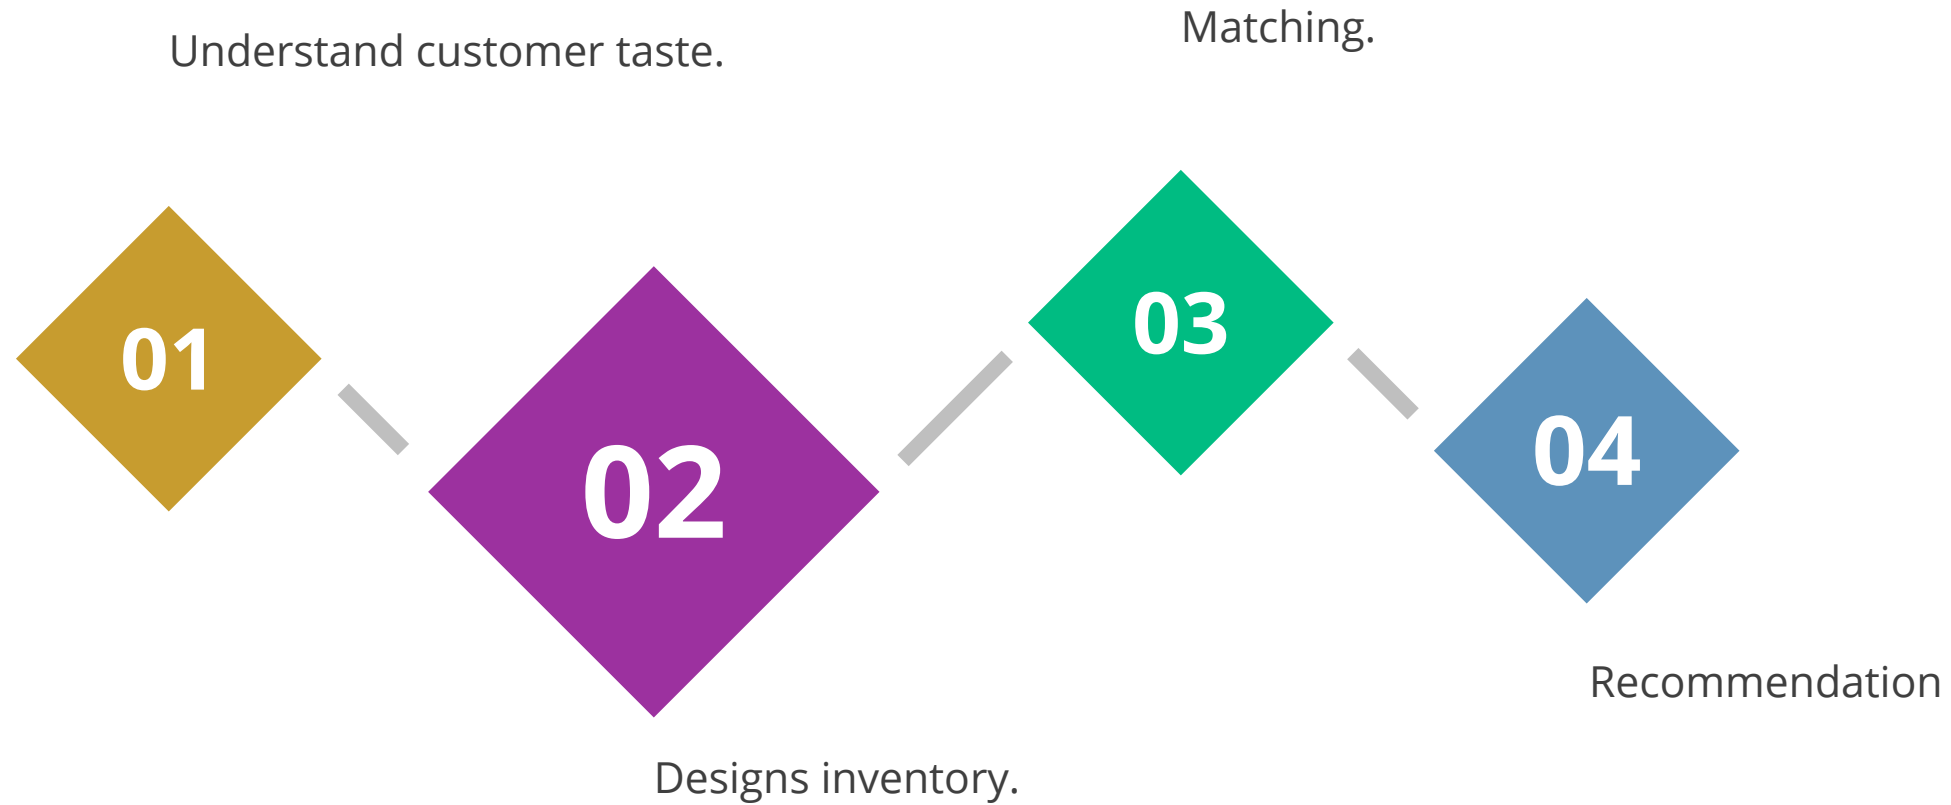 Understand customer taste.
Matching.
01
02
03
04
Recommendation
Designs inventory.